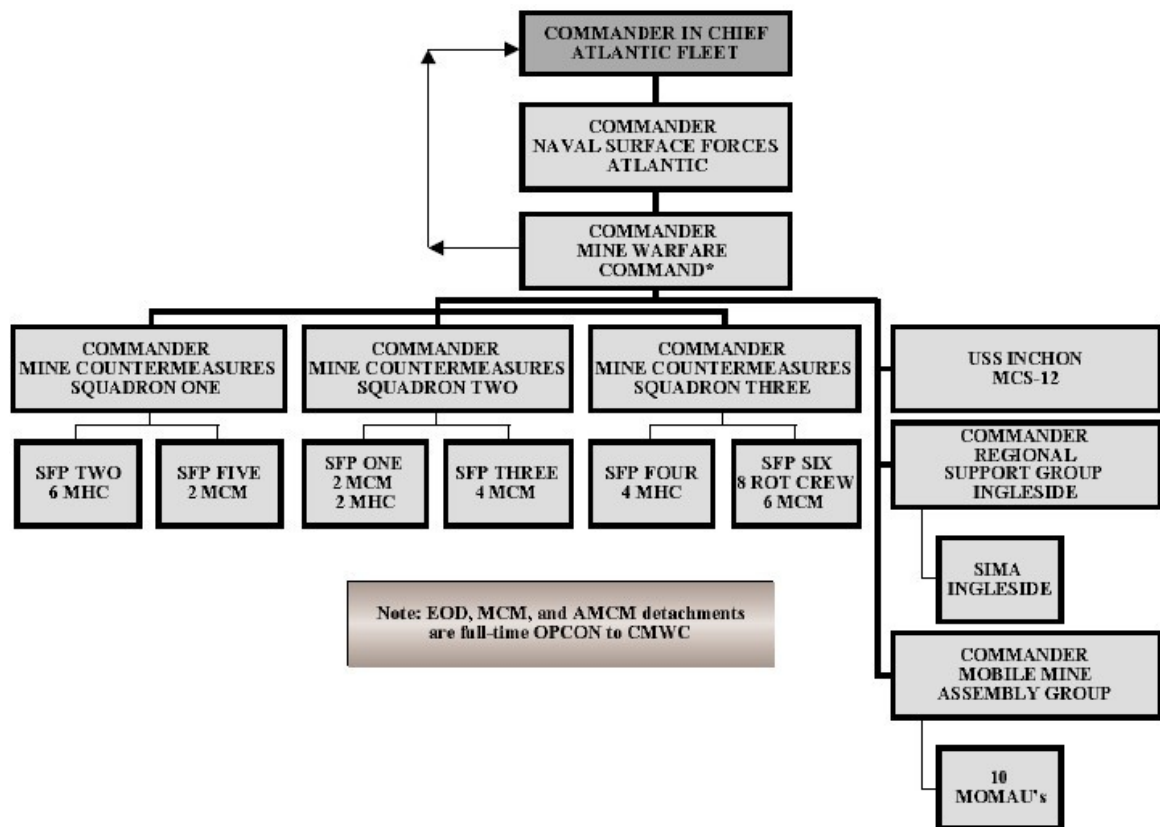 COMMANDER IN CHIEF
ATLANTIC FLEET
COMMANDER
NAVAL SURFACE FORCES
ATLANTIC
COMMANDER
MINE WARFARE
COMMAND*
COMMANDER
MINE COUNTERMEASURES
SQUADRON ONE
COMMANDER
MINE COUNTERMEASURES
SQUADRON TWO
COMMANDER
MINE COUNTERMEASURES
SQUADRON THREE
USS INCHON
MCS-12
SFP TWO
6 MHC
SFP FIVE
2 MCM
SFP ONE
2 MCM
2 MHC
SFP THREE
4 MCM
SFP FOUR
4 MHC
SFP SIX
8 ROT CREW
6 MCM
COMMANDER
REGIONAL
SUPPORT GROUP
INGLESIDE
SIMA
INGLESIDE
Note: EOD, MCM, and AMCM detachments
are full-time OPCON to CMWC
COMMANDER
MOBILE MINE
ASSEMBLY GROUP
10
MOMAU's